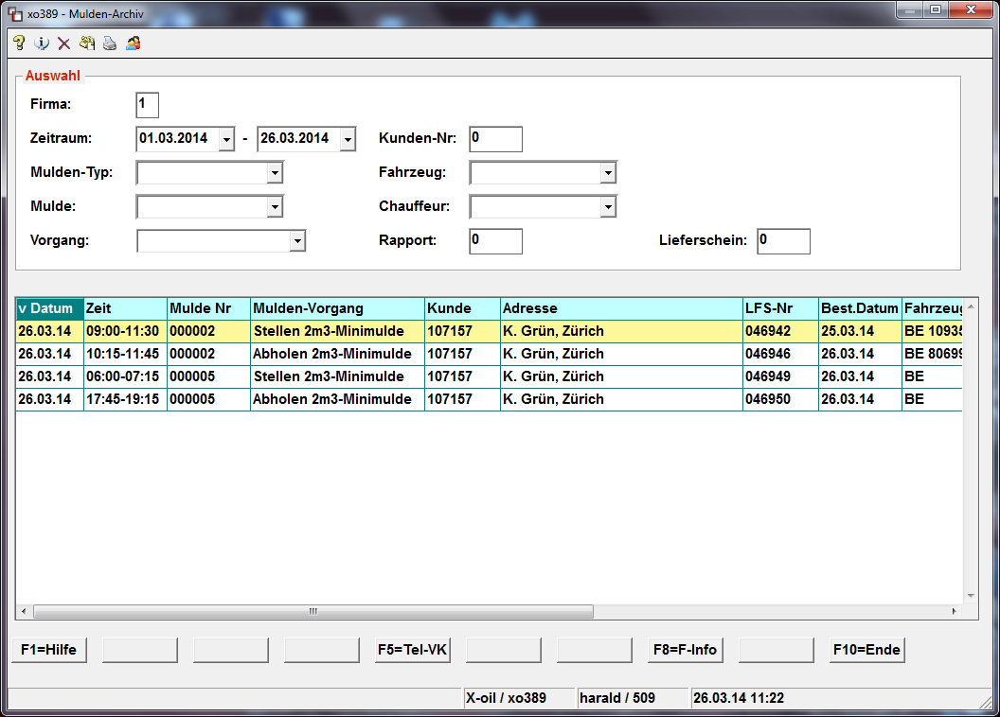 xo389 - Mulden-Archiv
Auswahl
Firma: 1
Zeitraum: 01.03.2014 - 26.03.2014 Kunden-Nr: 0
Mulden-Typ: Fahrzeug:
Mulde: Chauffeur:
Vorgang: Rapport: 0 Lieferschein: 0
v Datum Zeit Mulde Nr Mulden-Vorgang Kunde Adresse LFS-Nr Best.Datum Fahrzeug
26.03.14 09:00-11:30 000002 Stellen 2m3-Minimulde 107157 K. Grün, Zürich 046942 25.03.14 BE 10935
26.03.14 10:15-11:45 000002 Abholen 2m3-Minimulde 107157 K. Grün, Zürich 046946 26.03.14 BE 80699
26.03.14 06:00-07:15 000005 Stellen 2m3-Minimulde 107157 K. Grün, Zürich 046949 26.03.14 BE
26.03.14 17:45-19:15 000005 Abholen 2m3-Minimulde 107157 K. Grün, Zürich 046950 26.03.14 BE
F1=Hilfe F5=Tel-VK F8=F-Info F10=Ende
X-oil / xo389 harald / 509 26.03.14 11:22